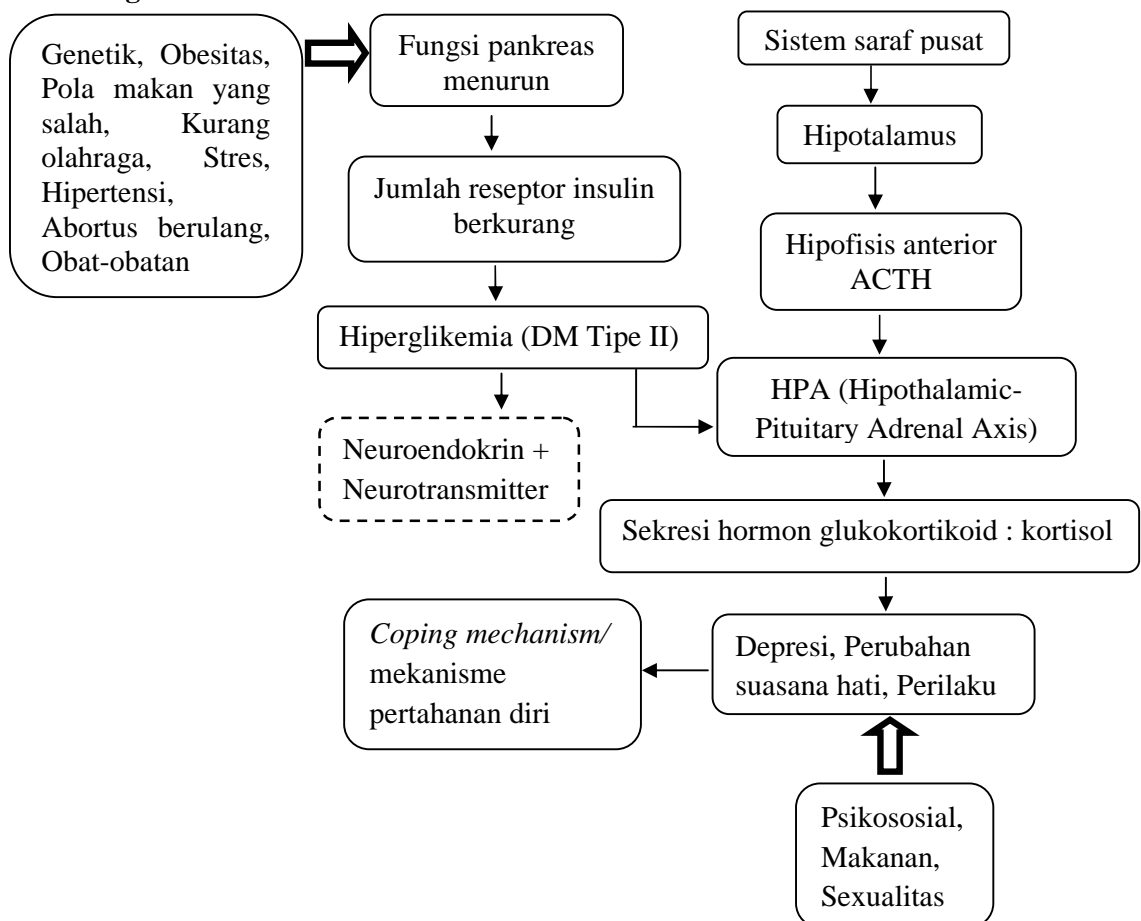 Genetik, Obesitas,
Pola makan yang
salah, Kurang
olahraga, Stres,
Hipertensi,
Abortus berulang,
Obat-obatan
Fungsi pankreas
menurun
Jumlah reseptor insulin
berkurang
Hiperglikemia (DM Tipe II)
Neuroendokrin +
Neurotransmitter
Sistem saraf pusat
Hipotalamus
Hipofisis anterior
ACTH
HPA (Hipothalamic-
Pituitary Adrenal Axis)
Sekresi hormon glukokortikoid : kortisol
Depresi, Perubahan
suasana hati, Perilaku
Coping mechanism/
mekanisme
pertahanan diri
Psikososial,
Makanan,
Sexualitas